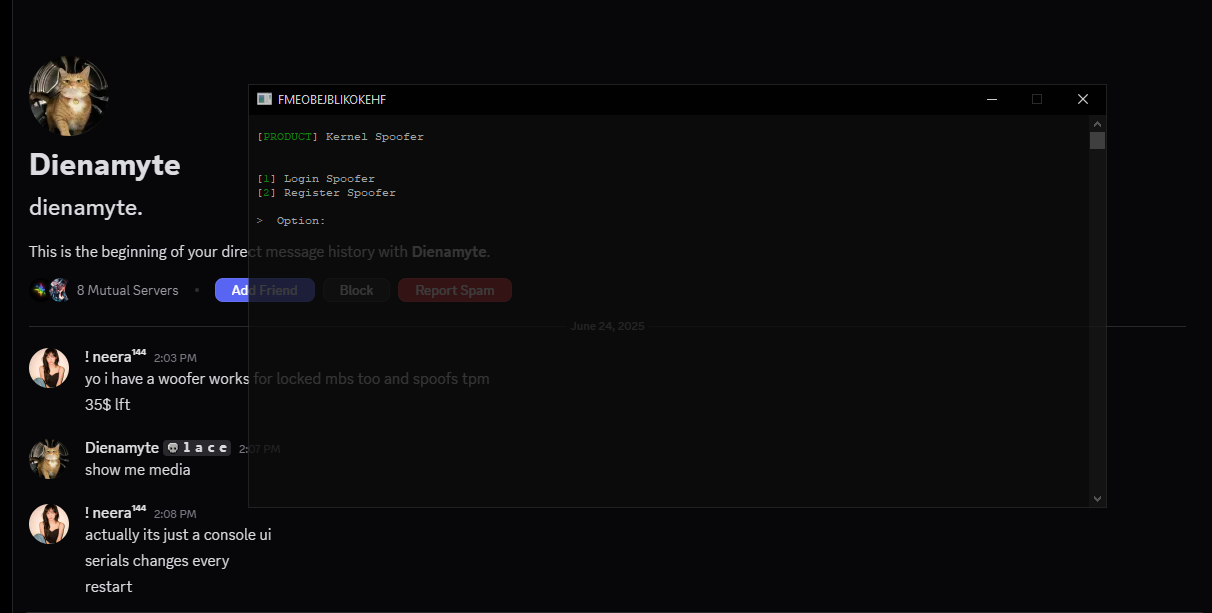 FMEOBEJBLIKOKEHF
[PRODUCT] Kernel Spoofer
[1] Login Spoofer
[2] Register Spoofer
> Option:
Dienamyte
dienamyte.
This is the beginning of your direct message history with Dienamyte.
8 Mutual Servers • Add Friend Block Report Spam
June 24, 2025
! neera¹⁴⁴ 2:03 PM
yo i have a woofer works for locked mbs too and spoofs tpm
35$ lft
Dienamyte lace 2:07 PM
show me media
! neera¹⁴⁴ 2:08 PM
actually its just a console ui
serials changes every
restart